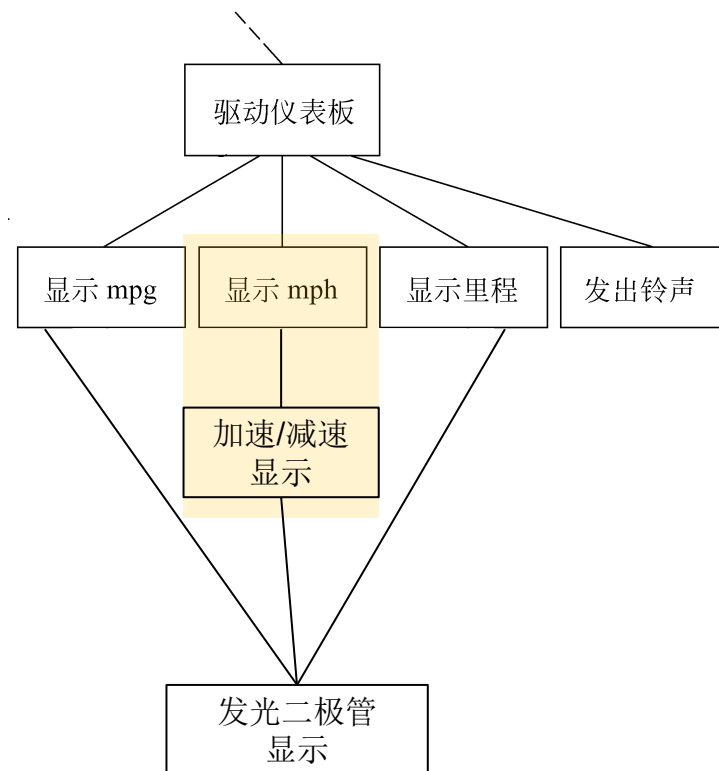 驱动仪表板
显示 mpg
显示 mph
显示里程
发出铃声
加速/减速
显示
发光二极管
显示